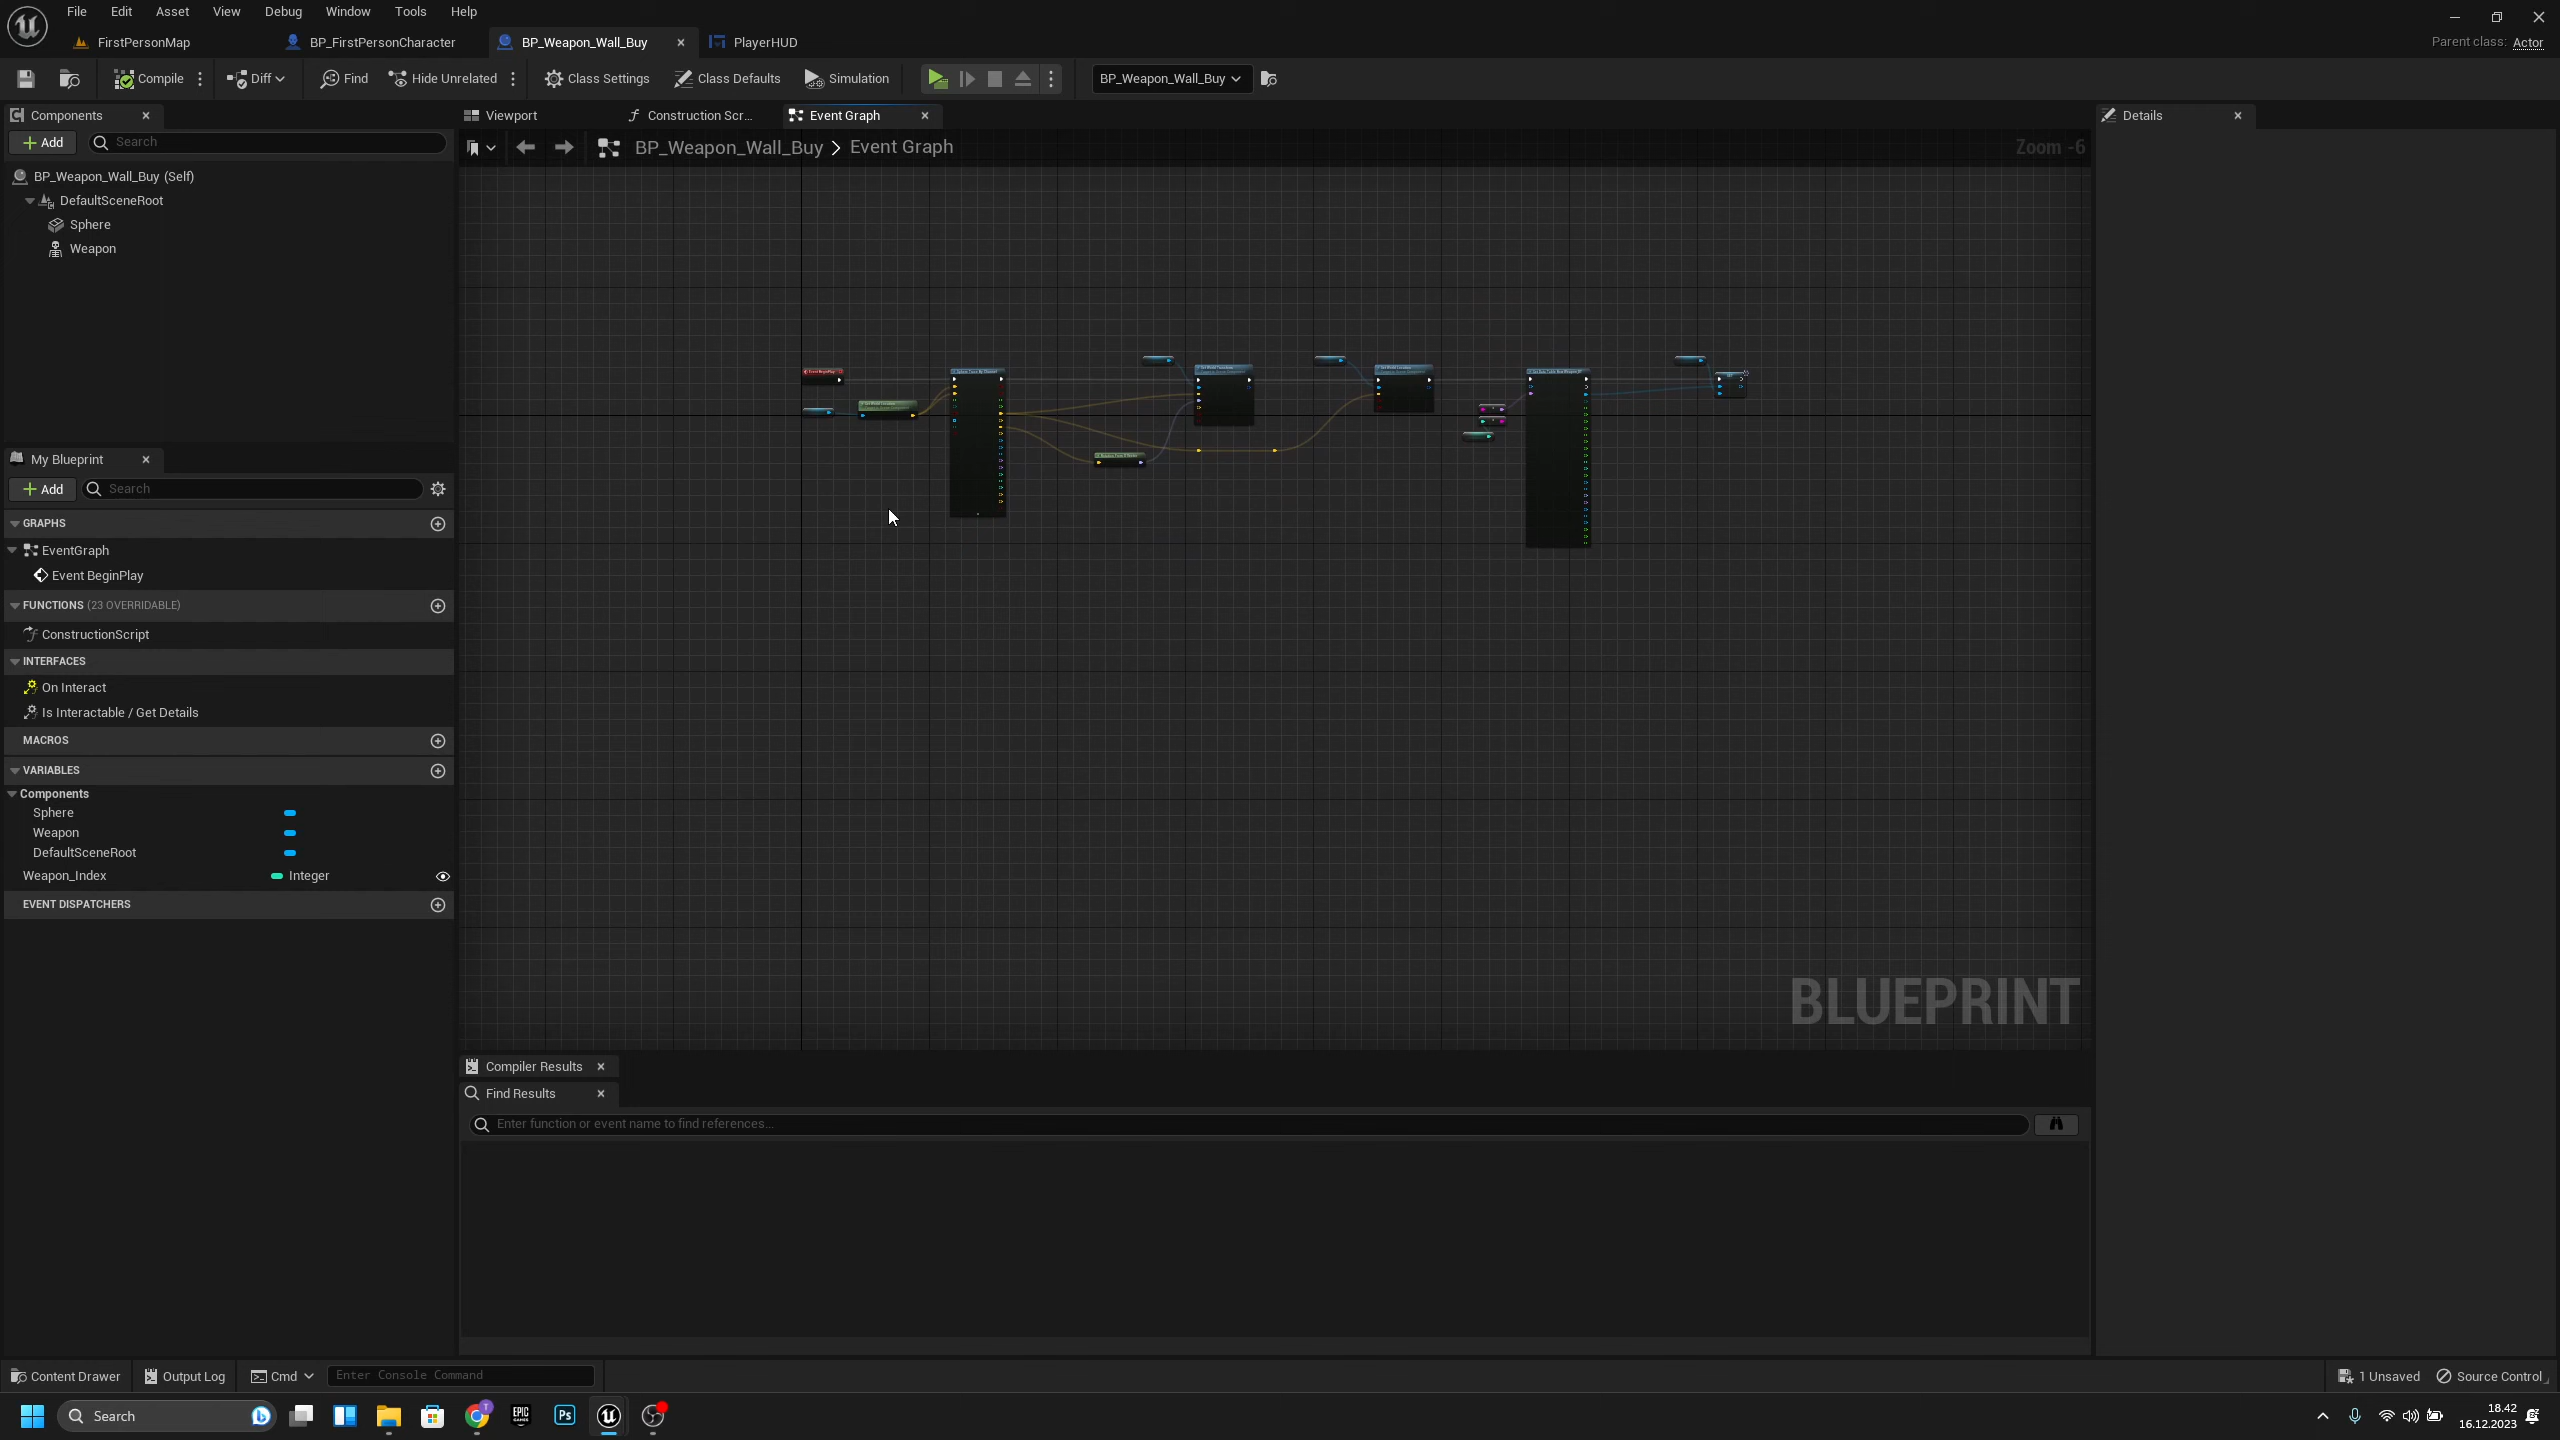 File Edit Asset View Debug Window Tools Help
FirstPersonMap BP_FirstPersonCharacter BP_Weapon_Wall_Buy PlayerHUD Parent class: Actor
Compile Diff Find Hide Unrelated Class Settings Class Defaults Simulation BP_Weapon_Wall_Buy
Components Viewport Construction Scr... Event Graph Details
Add Search
BP_Weapon_Wall_Buy > Event Graph Zoom -6
BP_Weapon_Wall_Buy (Self)
DefaultSceneRoot
Sphere
Weapon
My Blueprint
Add Search
GRAPHS
EventGraph
Event BeginPlay
FUNCTIONS (23 OVERRIDABLE)
ConstructionScript
INTERFACES
On Interact
Is Interactable / Get Details
MACROS
VARIABLES
Components
Sphere
Weapon
DefaultSceneRoot
Weapon_Index Integer
EVENT DISPATCHERS
BLUEPRINT
Compiler Results
Find Results
Enter function or event name to find references...
Content Drawer Output Log Cmd Enter Console Command 1 Unsaved Source Control
Search Ps EPIC GAMES T 18.42
16.12.2023